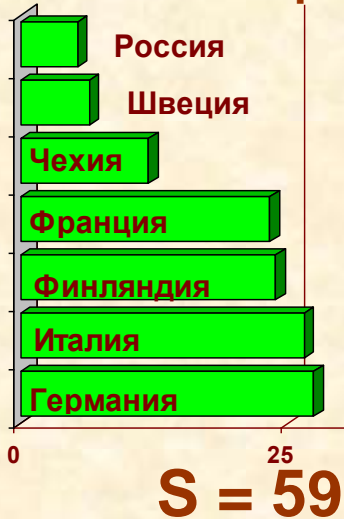 Россия
Швеция
Чехия
Франция
Финляндия
Италия
Германия
0 25
S = 59